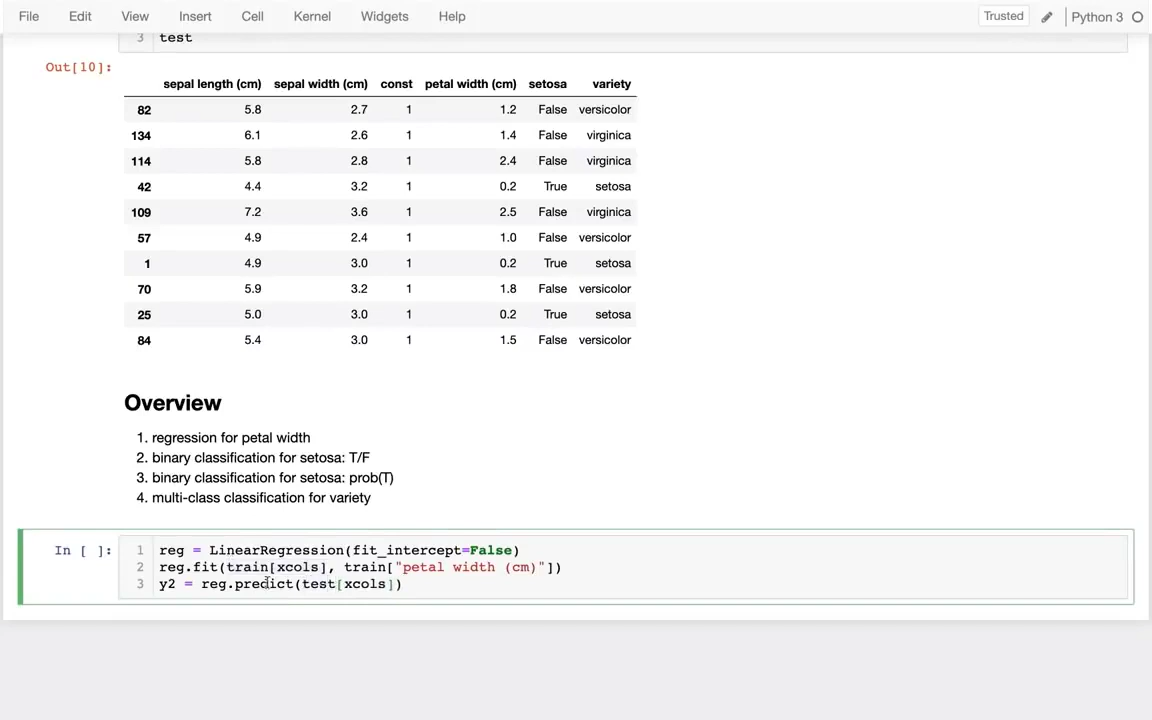 File Edit View Insert Cell Kernel Widgets Help Trusted Python 3
3 test
Out[10]:
sepal length (cm) sepal width (cm) const petal width (cm) setosa variety
82 5.8 2.7 1 1.2 False versicolor
134 6.1 2.6 1 1.4 False virginica
114 5.8 2.8 1 2.4 False virginica
42 4.4 3.2 1 0.2 True setosa
109 7.2 3.6 1 2.5 False virginica
57 4.9 2.4 1 1.0 False versicolor
1 4.9 3.0 1 0.2 True setosa
70 5.9 3.2 1 1.8 False versicolor
25 5.0 3.0 1 0.2 True setosa
84 5.4 3.0 1 1.5 False versicolor
Overview
1. regression for petal width
2. binary classification for setosa: T/F
3. binary classification for setosa: prob(T)
4. multi-class classification for variety
In [ ]: 1 reg = LinearRegression(fit_intercept=False)
2 reg.fit(train[xcols], train["petal width (cm)"])
3 y2 = reg.predict(test[xcols])